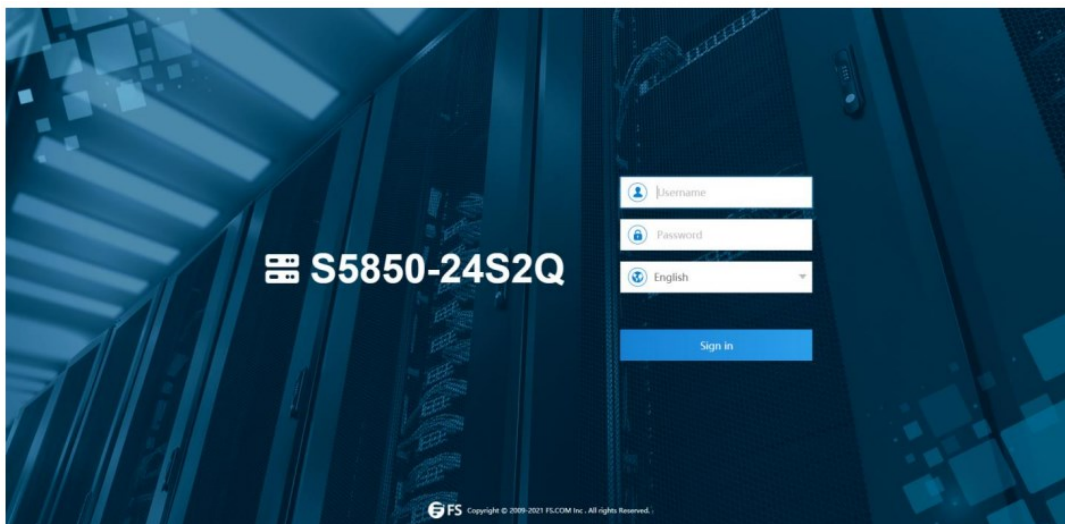 S5850-24S2Q
Username
Password
English
Sign in
FS Copyright © 2009-2021 FS.COM Inc . All rights Reserved.